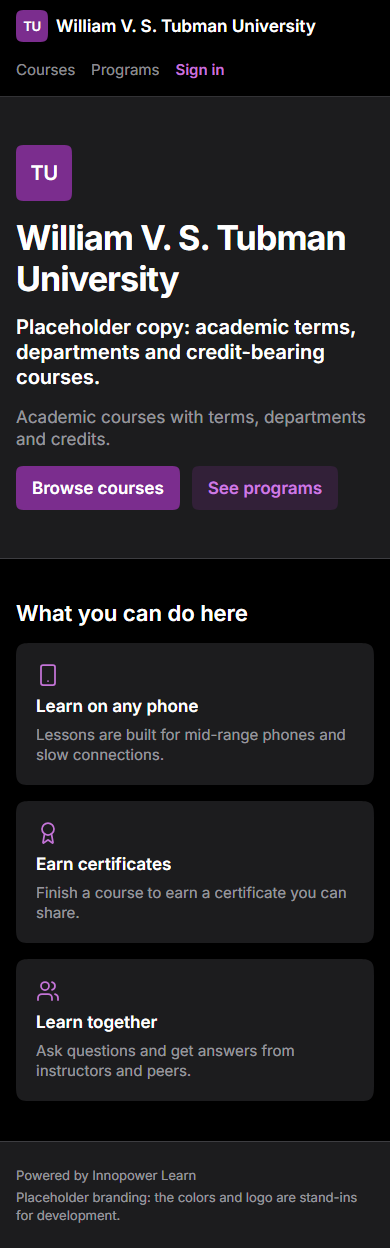 TU William V. S. Tubman University
Courses Programs Sign in
TU
William V. S. Tubman
University
Placeholder copy: academic terms,
departments and credit-bearing
courses.
Academic courses with terms, departments
and credits.
Browse courses See programs
What you can do here
Learn on any phone
Lessons are built for mid-range phones and
slow connections.
Earn certificates
Finish a course to earn a certificate you can
share.
Learn together
Ask questions and get answers from
instructors and peers.
Powered by Innopower Learn
Placeholder branding: the colors and logo are stand-ins
for development.